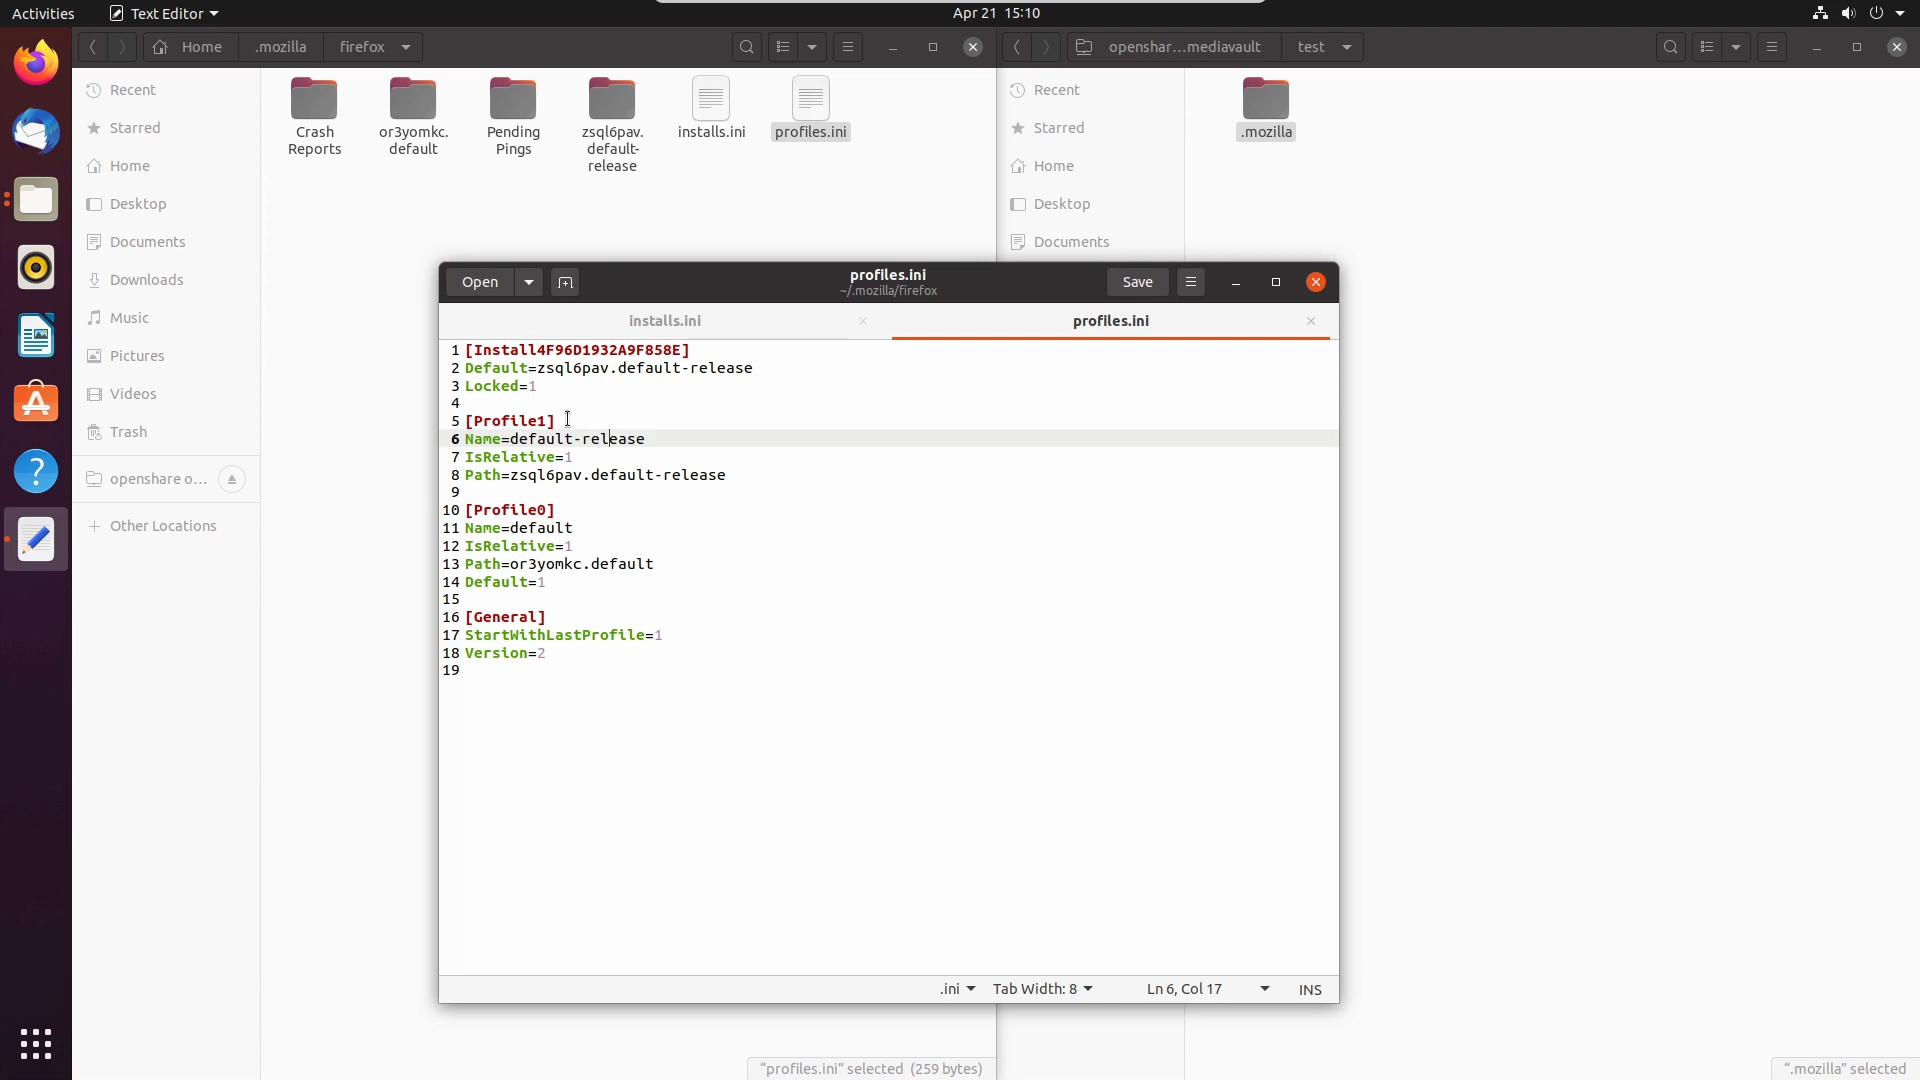 Activities
Text Editor
Apr 21 15:10
Home
.mozilla
firefox
openshar...mediavault
test
Recent
Starred
Home
Desktop
Documents
Downloads
Music
Pictures
Videos
Trash
openshare o...
Other Locations
Crash
Reports
or3yomkc.
default
Pending
Pings
zsql6pav.
default-
release
installs.ini
profiles.ini
Recent
Starred
Home
Desktop
Documents
.mozilla
Open
profiles.ini
~/.mozilla/firefox
Save
installs.ini
profiles.ini
1 [Install4F96D1932A9F858E]
2 Default=zsql6pav.default-release
3 Locked=1
4
5 [Profile1]
6 Name=default-release
7 IsRelative=1
8 Path=zsql6pav.default-release
9
10 [Profile0]
11 Name=default
12 IsRelative=1
13 Path=or3yomkc.default
14 Default=1
15
16 [General]
17 StartWithLastProfile=1
18 Version=2
19
.ini
Tab Width: 8
Ln 6, Col 17
INS
"profiles.ini" selected (259 bytes)
".mozilla" selected